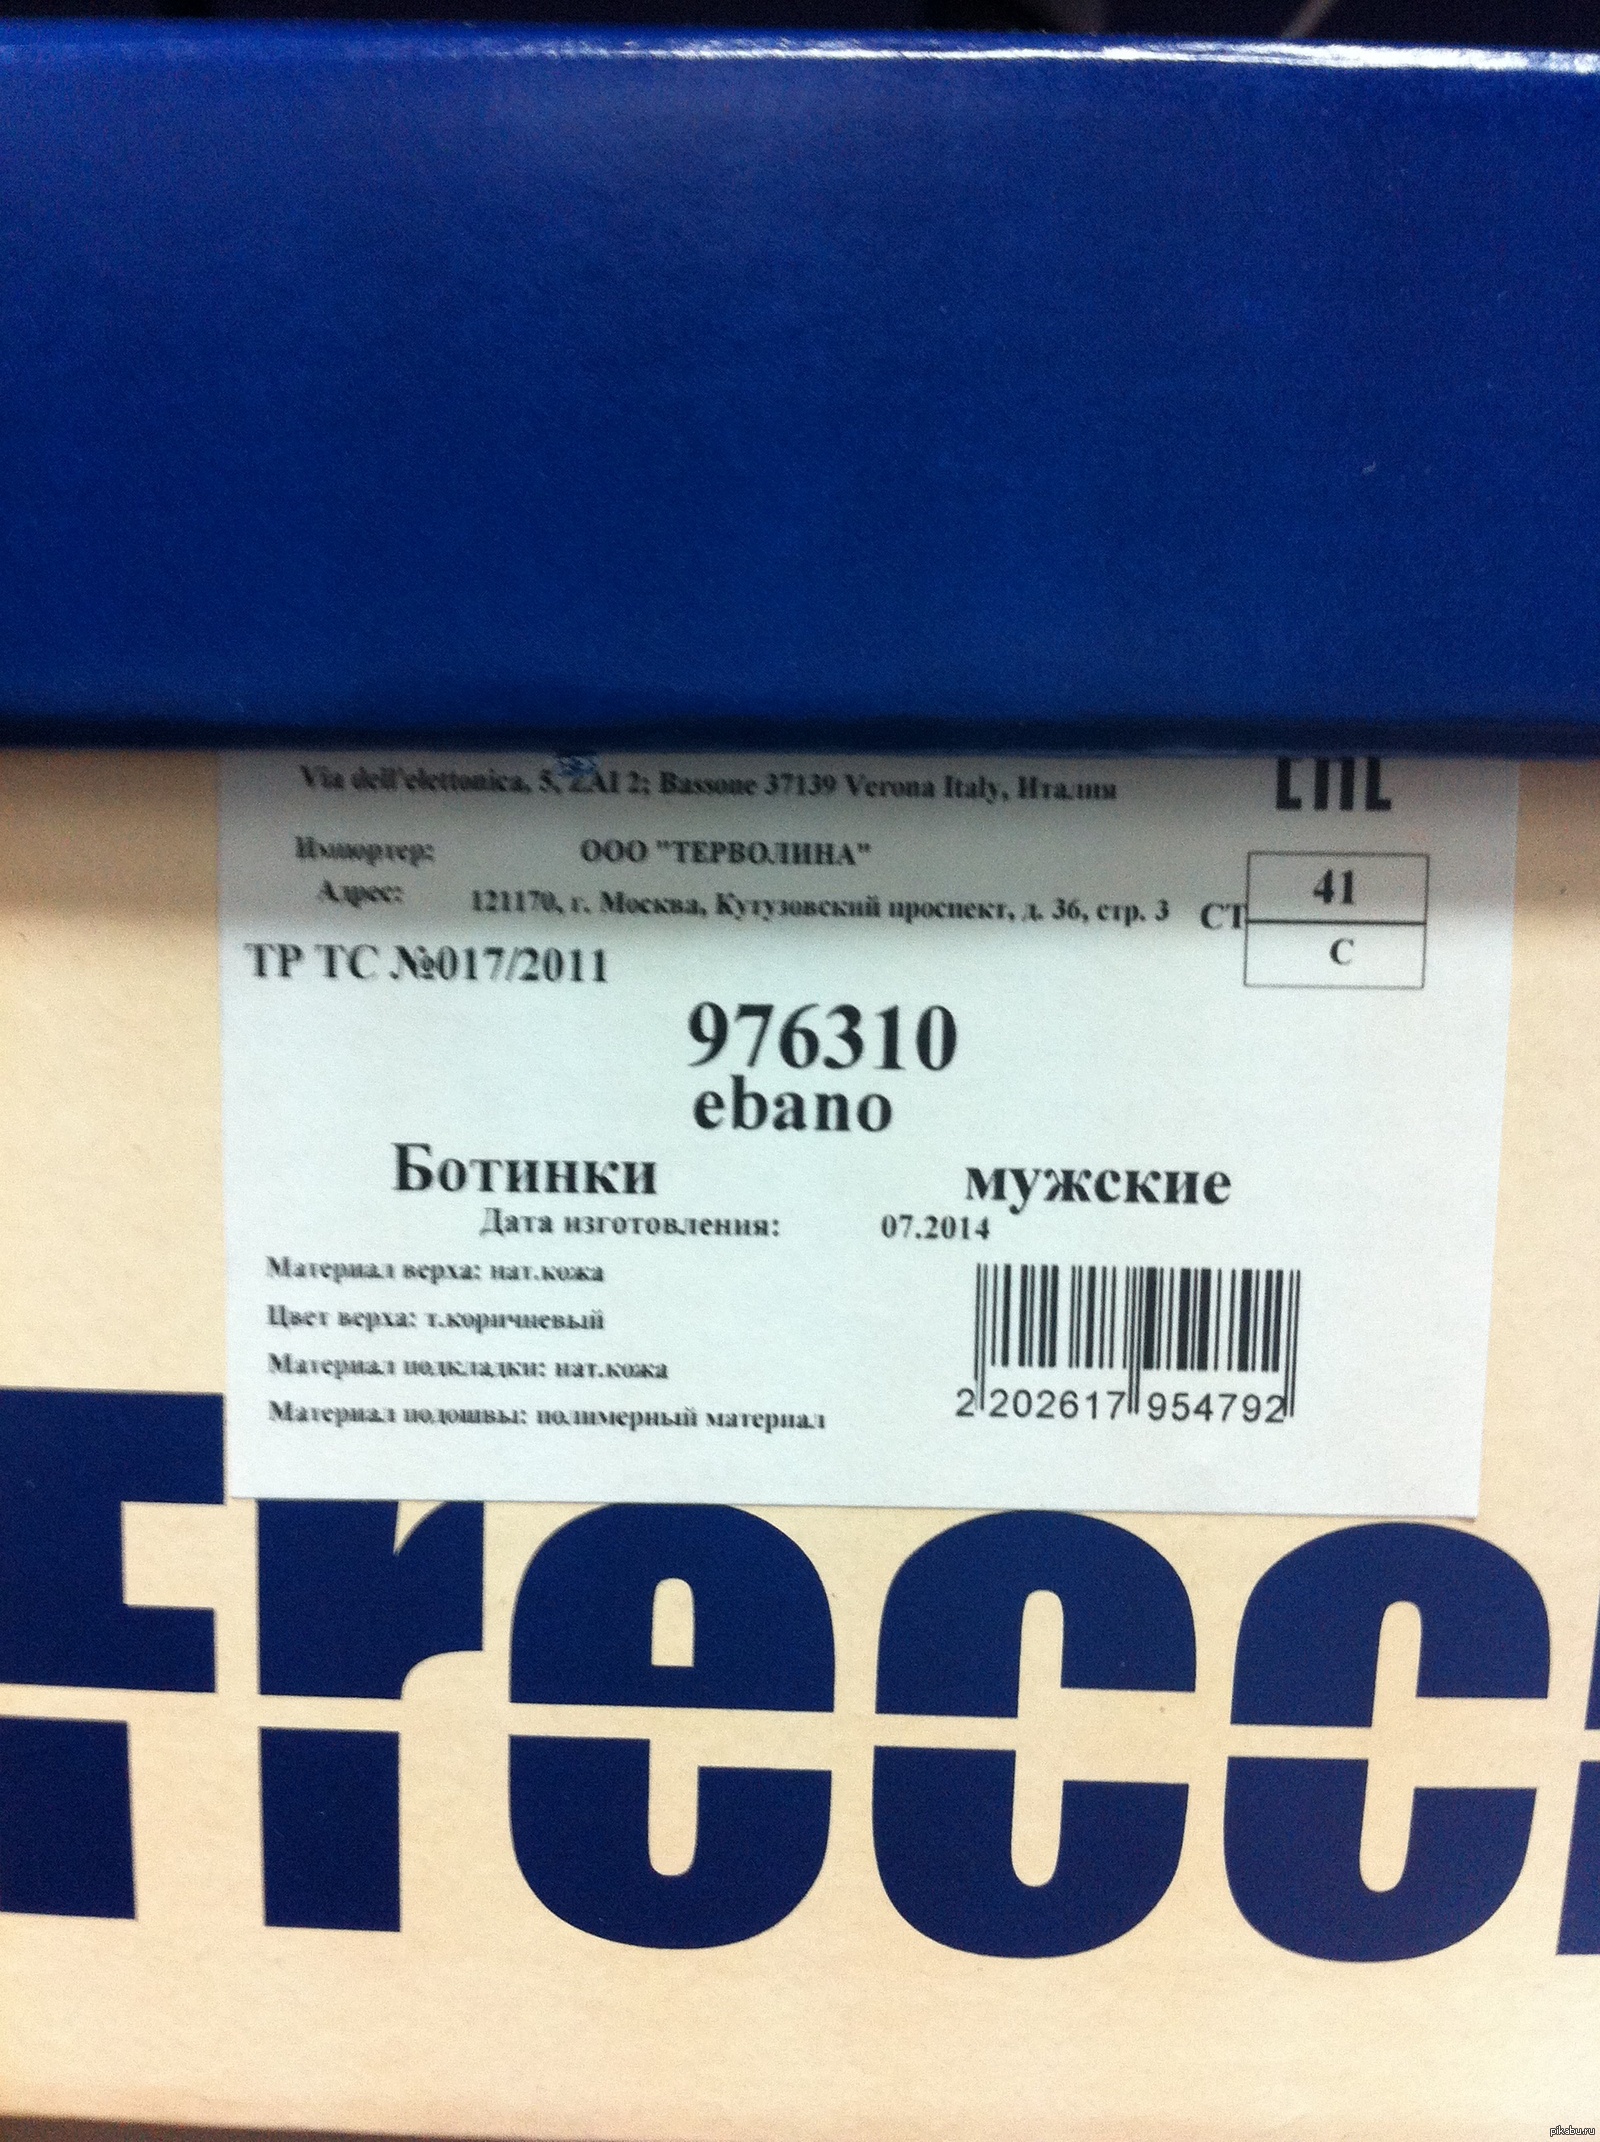 Via dell'elettonica, 5, ZAI 2; Bassone 37139 Verona Italy, Италия
Импортер: ООО "ТЕРВОЛИНА"
Адрес: 121170, г. Москва, Кутузовский проспект, д. 36, стр. 3
СТ
41
С
ТР ТС №017/2011
976310
ebano
Ботинки мужские
Дата изготовления: 07.2014
Материал верха: нат.кожа
Цвет верха: т.коричневый
Материал подкладки: нат.кожа
Материал подошвы: полимерный материал
2 202617 954792
Frecc
pikabu.ru